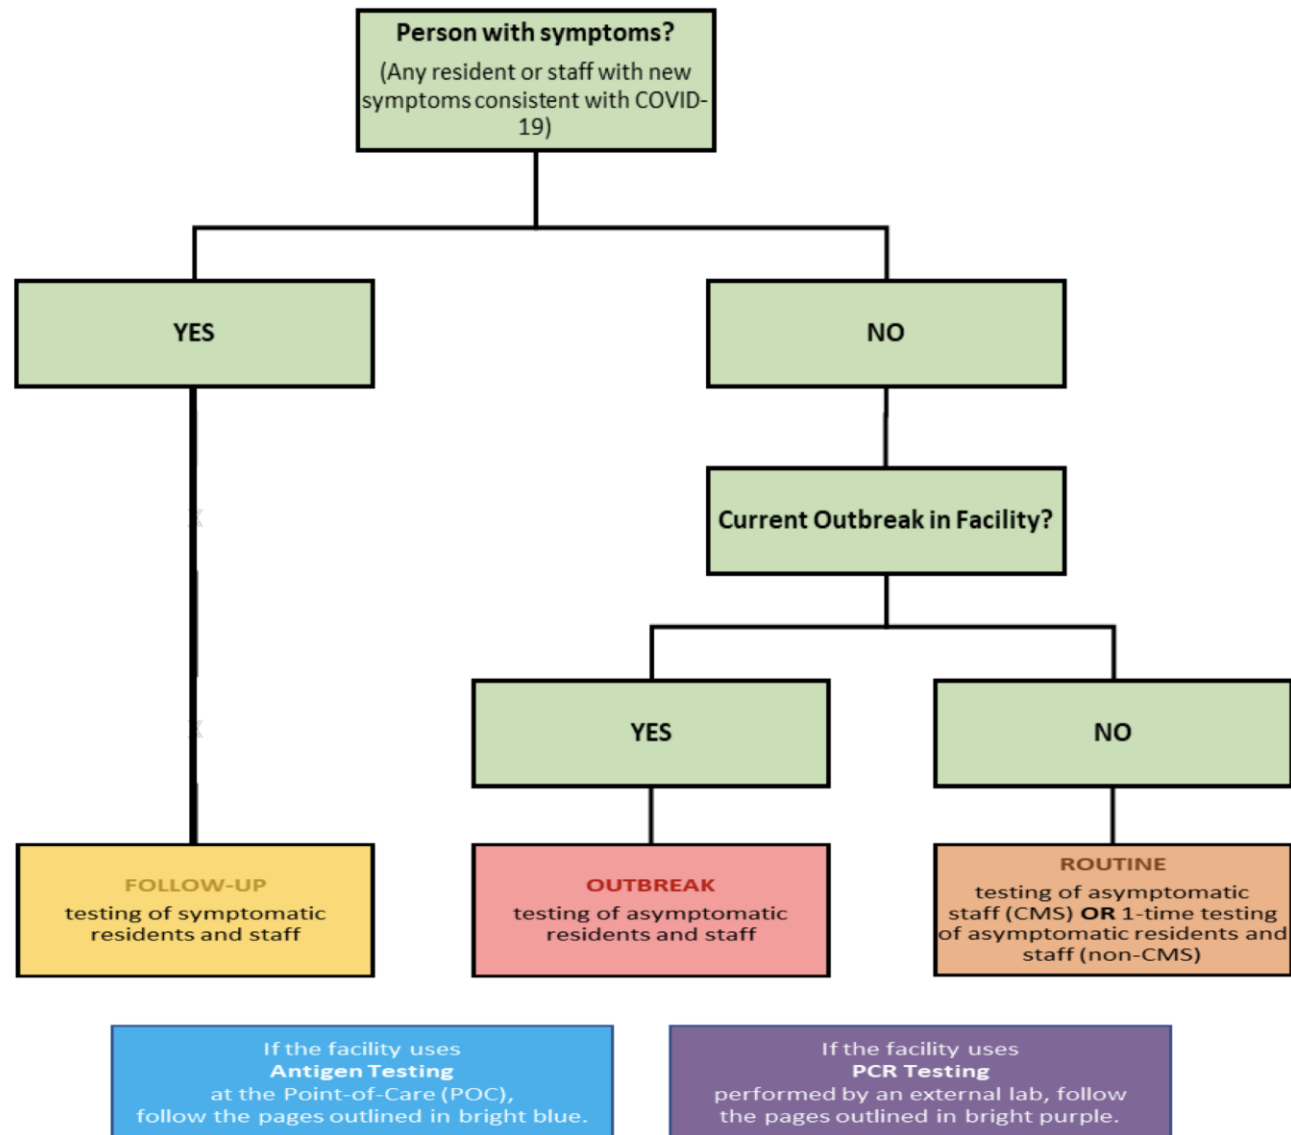 Person with symptoms?
(Any resident or staff with new
symptoms consistent with COVID-
19)
YES
NO
Current Outbreak in Facility?
YES
NO
FOLLOW-UP
testing of symptomatic
residents and staff
OUTBREAK
testing of asymptomatic
residents and staff
ROUTINE
testing of asymptomatic
staff (CMS) OR 1-time testing
of asymptomatic residents and
staff (non-CMS)
If the facility uses
Antigen Testing
at the Point-of-Care (POC),
follow the pages outlined in bright blue.
If the facility uses
PCR Testing
performed by an external lab, follow
the pages outlined in bright purple.